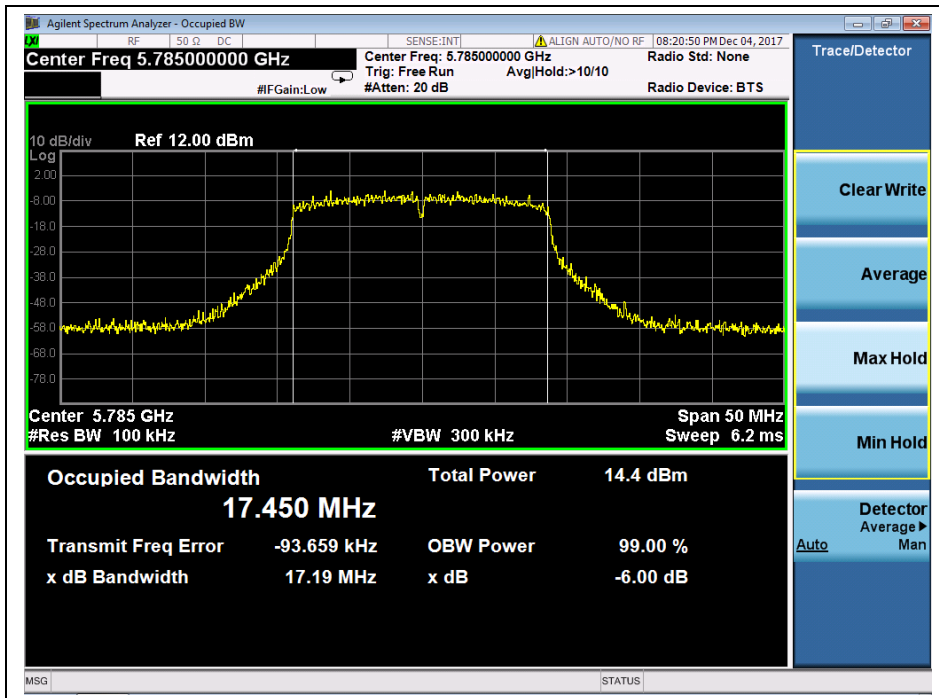 Agilent Spectrum Analyzer - Occupied BW
LXI RF 50 Ω DC SENSE:INT ALIGN AUTO/NO RF 08:20:50 PM Dec 04, 2017
Center Freq 5.785000000 GHz
#IFGain:Low
Center Freq: 5.785000000 GHz
Trig: Free Run Avg|Hold:>10/10
#Atten: 20 dB
Radio Std: None
Radio Device: BTS
Trace/Detector
10 dB/div Ref 12.00 dBm
Log
2.00
-8.00
-18.0
-28.0
-38.0
-48.0
-58.0
-68.0
-78.0
Center 5.785 GHz Span 50 MHz
#Res BW 100 kHz #VBW 300 kHz Sweep 6.2 ms
Occupied Bandwidth Total Power 14.4 dBm
17.450 MHz
Transmit Freq Error -93.659 kHz OBW Power 99.00 %
x dB Bandwidth 17.19 MHz x dB -6.00 dB
Clear Write
Average
Max Hold
Min Hold
Detector
Average
Auto Man
MSG STATUS